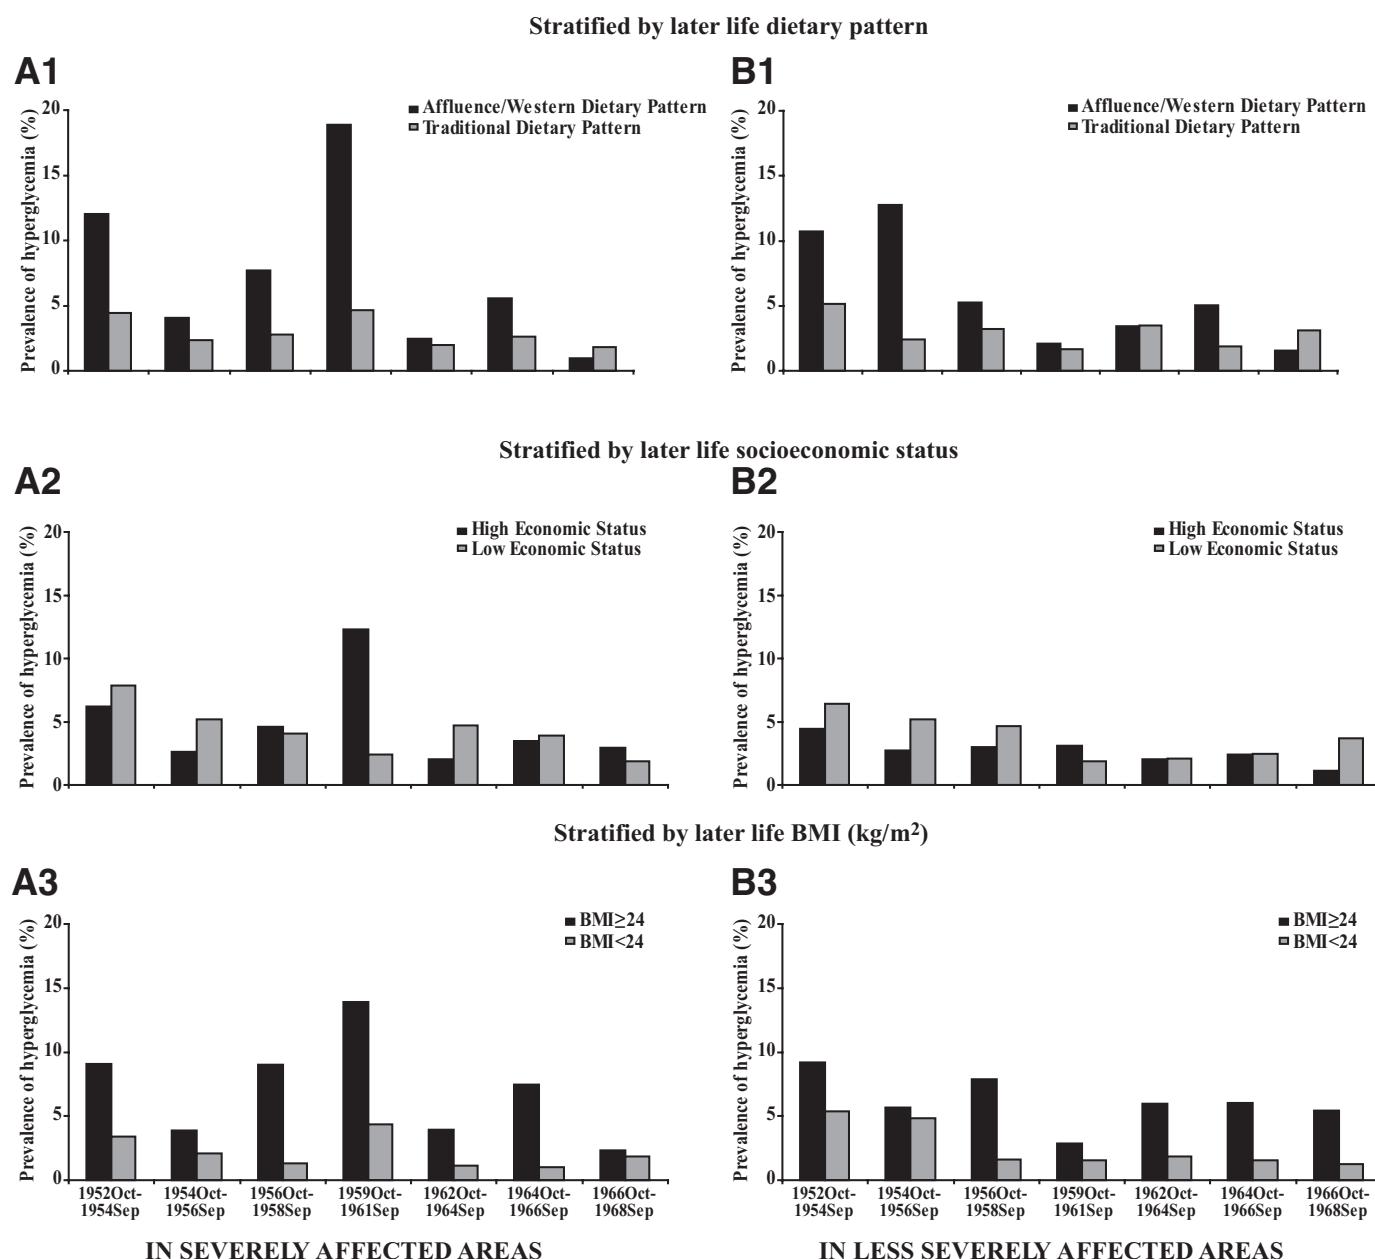 Stratified by later life dietary pattern
A1
Prevalence of hyperglycemia (%)
20
15
10
5
0
Affluence/Western Dietary Pattern
Traditional Dietary Pattern
B1
Prevalence of hyperglycemia (%)
20
15
10
5
0
Affluence/Western Dietary Pattern
Traditional Dietary Pattern
Stratified by later life socioeconomic status
A2
Prevalence of hyperglycemia (%)
20
15
10
5
0
High Economic Status
Low Economic Status
B2
Prevalence of hyperglycemia (%)
20
15
10
5
0
High Economic Status
Low Economic Status
Stratified by later life BMI (kg/m²)
A3
Prevalence of hyperglycemia (%)
20
15
10
5
0
BMI≥24
BMI<24
1952Oct-
1954Sep
1954Oct-
1956Sep
1956Oct-
1958Sep
1959Oct-
1961Sep
1962Oct-
1964Sep
1964Oct-
1966Sep
1966Oct-
1968Sep
IN SEVERELY AFFECTED AREAS
B3
Prevalence of hyperglycemia (%)
20
15
10
5
0
BMI≥24
BMI<24
1952Oct-
1954Sep
1954Oct-
1956Sep
1956Oct-
1958Sep
1959Oct-
1961Sep
1962Oct-
1964Sep
1964Oct-
1966Sep
1966Oct-
1968Sep
IN LESS SEVERELY AFFECTED AREAS